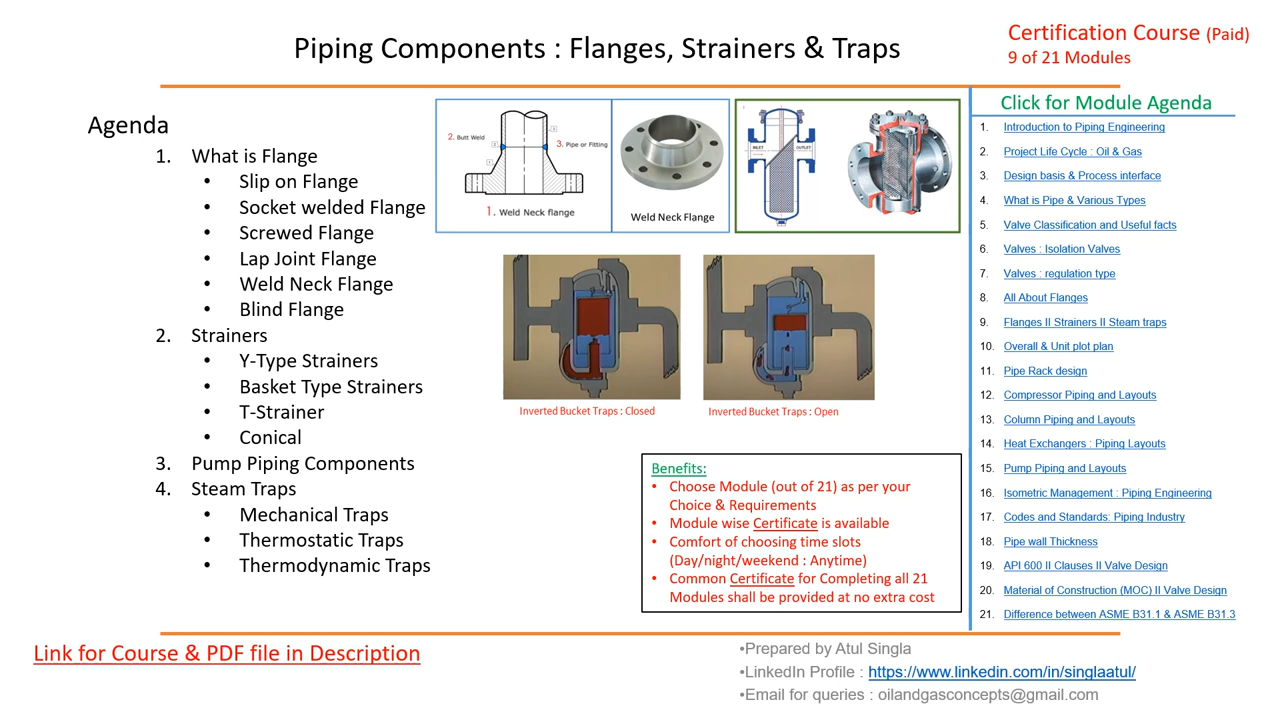 Piping Components : Flanges, Strainers & Traps
Certification Course (Paid)
9 of 21 Modules
Agenda
1. What is Flange
• Slip on Flange
• Socket welded Flange
• Screwed Flange
• Lap Joint Flange
• Weld Neck Flange
• Blind Flange
2. Strainers
• Y-Type Strainers
• Basket Type Strainers
• T-Strainer
• Conical
3. Pump Piping Components
4. Steam Traps
• Mechanical Traps
• Thermostatic Traps
• Thermodynamic Traps
2. Butt Weld
3. Pipe or Fitting
1. Weld Neck flange
Weld Neck Flange
INLET
OUTLET
Inverted Bucket Traps : Closed
Inverted Bucket Traps : Open
Benefits:
• Choose Module (out of 21) as per your
Choice & Requirements
• Module wise Certificate is available
• Comfort of choosing time slots
(Day/night/weekend : Anytime)
• Common Certificate for Completing all 21
Modules shall be provided at no extra cost
Click for Module Agenda
1. Introduction to Piping Engineering
2. Project Life Cycle : Oil & Gas
3. Design basis & Process interface
4. What is Pipe & Various Types
5. Valve Classification and Useful facts
6. Valves : Isolation Valves
7. Valves : regulation type
8. All About Flanges
9. Flanges II Strainers II Steam traps
10. Overall & Unit plot plan
11. Pipe Rack design
12. Compressor Piping and Layouts
13. Column Piping and Layouts
14. Heat Exchangers : Piping Layouts
15. Pump Piping and Layouts
16. Isometric Management : Piping Engineering
17. Codes and Standards: Piping Industry
18. Pipe wall Thickness
19. API 600 II Clauses II Valve Design
20. Material of Construction (MOC) II Valve Design
21. Difference between ASME B31.1 & ASME B31.3
Link for Course & PDF file in Description
•Prepared by Atul Singla
•LinkedIn Profile : https://www.linkedin.com/in/singlaatul/
•Email for queries : oilandgasconcepts@gmail.com